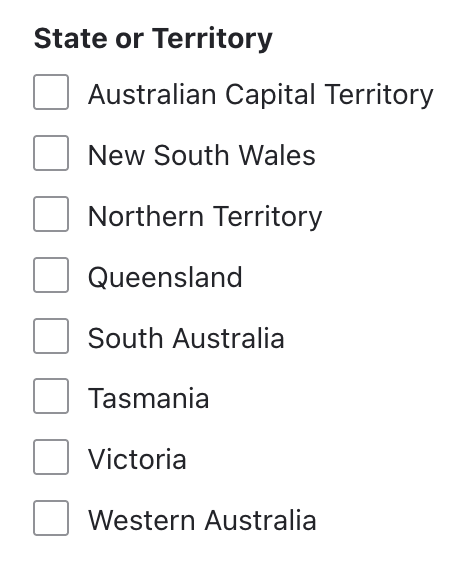 State or Territory
Australian Capital Territory
New South Wales
Northern Territory
Queensland
South Australia
Tasmania
Victoria
Western Australia